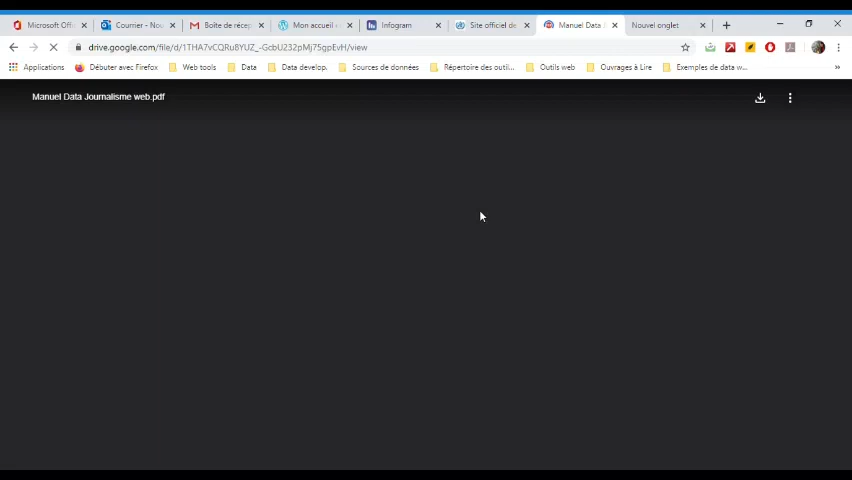 Microsoft Offi
Courrier - Nou
Boîte de récep
Mon accueil
Infogram
Site officiel de
Manuel Data
Nouvel onglet
drive.google.com/file/d/1THA7vCQRu8YUZ_-GcbU232pMj75gpEvH/view
Applications
Débuter avec Firefox
Web tools
Data
Data develop.
Sources de données
Répertoire des outil...
Outils web
Ouvrages à Lire
Exemples de data w...
Manuel Data Journalisme web.pdf